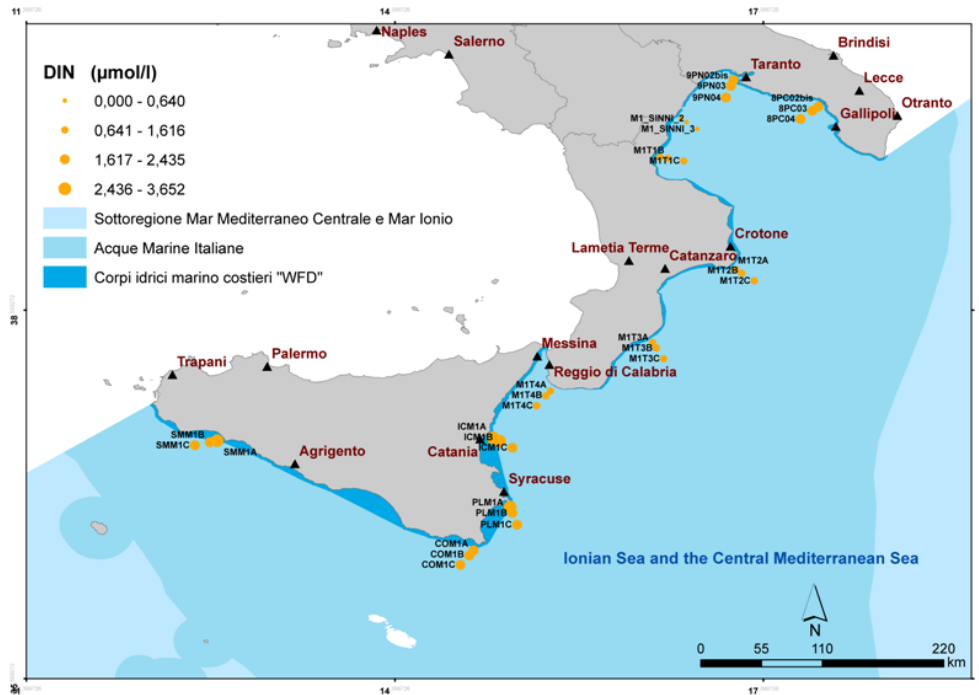 11
14
17
Naples
Salerno
Brindisi
DIN (µmol/l)
Taranto
9PN02bis
Lecce
9PN03
8PC02bis
0,000 - 0,640
9PN04
8PC03
Otranto
8PC04
Gallipoli
0,641 - 1,616
M1_SINNI_2
M1_SINNI_3
1,617 - 2,435
M1T1B
M1T1C
2,436 - 3,652
Sottoregione Mar Mediterraneo Centrale e Mar Ionio
Acque Marine Italiane
Crotone
Lametia Terme
Catanzaro
M1T2A
Corpi idrici marino costieri "WFD"
M1T2B
M1T2C
38
M1T3A
Messina
M1T3B
Palermo
M1T3C
Trapani
Reggio di Calabria
M1T4A
M1T4B
M1T4C
ICM1A
SMM1B
ICM1B
SMM1C
ICM1C
SMM1A
Agrigento
Catania
Syracuse
PLM1A
PLM1B
PLM1C
COM1A
COM1B
Ionian Sea and the Central Mediterranean Sea
COM1C
N
0 55 110 220
km
14
17